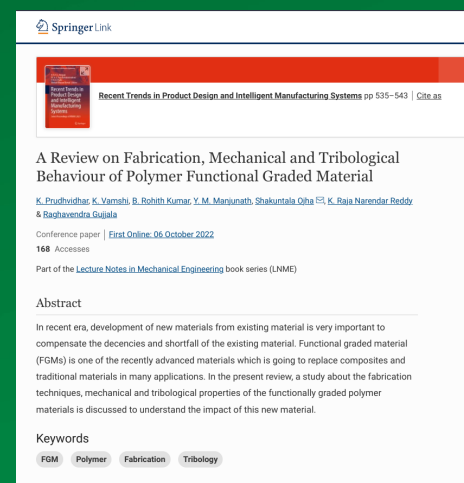 Springer Link
Recent Trends in
Product Design
and Intelligent
Manufacturing
Systems
Recent Trends in Product Design and Intelligent Manufacturing Systems pp 535–543 | Cite as
A Review on Fabrication, Mechanical and Tribological
Behaviour of Polymer Functional Graded Material
K. Prudhvidhar, K. Vamshi, B. Rohith Kumar, Y. M. Manjunath, Shakuntala Ojha, K. Raja Narendar Reddy
& Raghavendra Gujjala
Conference paper | First Online: 06 October 2022
168 Accesses
Part of the Lecture Notes in Mechanical Engineering book series (LNME)
Abstract
In recent era, development of new materials from existing material is very important to
compensate the decencies and shortfall of the existing material. Functional graded material
(FGMs) is one of the recently advanced materials which is going to replace composites and
traditional materials in many applications. In the present review, a study about the fabrication
techniques, mechanical and tribological properties of the functionally graded polymer
materials is discussed to understand the impact of this new material.
Keywords
FGM Polymer Fabrication Tribology